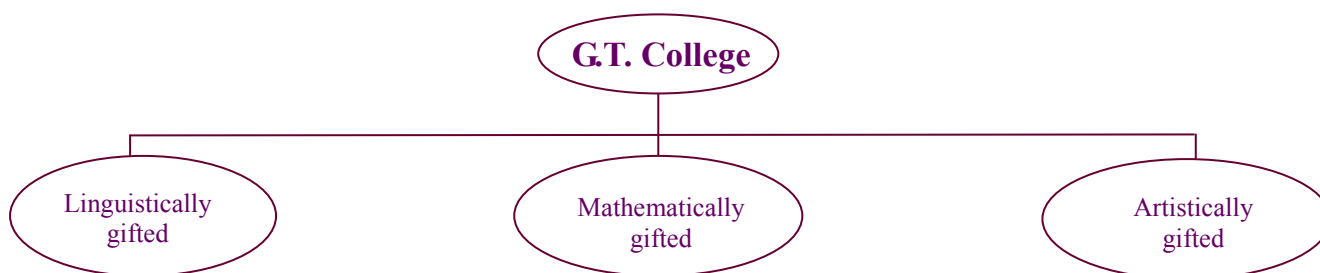 G.T. College
Linguistically
gifted
Mathematically
gifted
Artistically
gifted